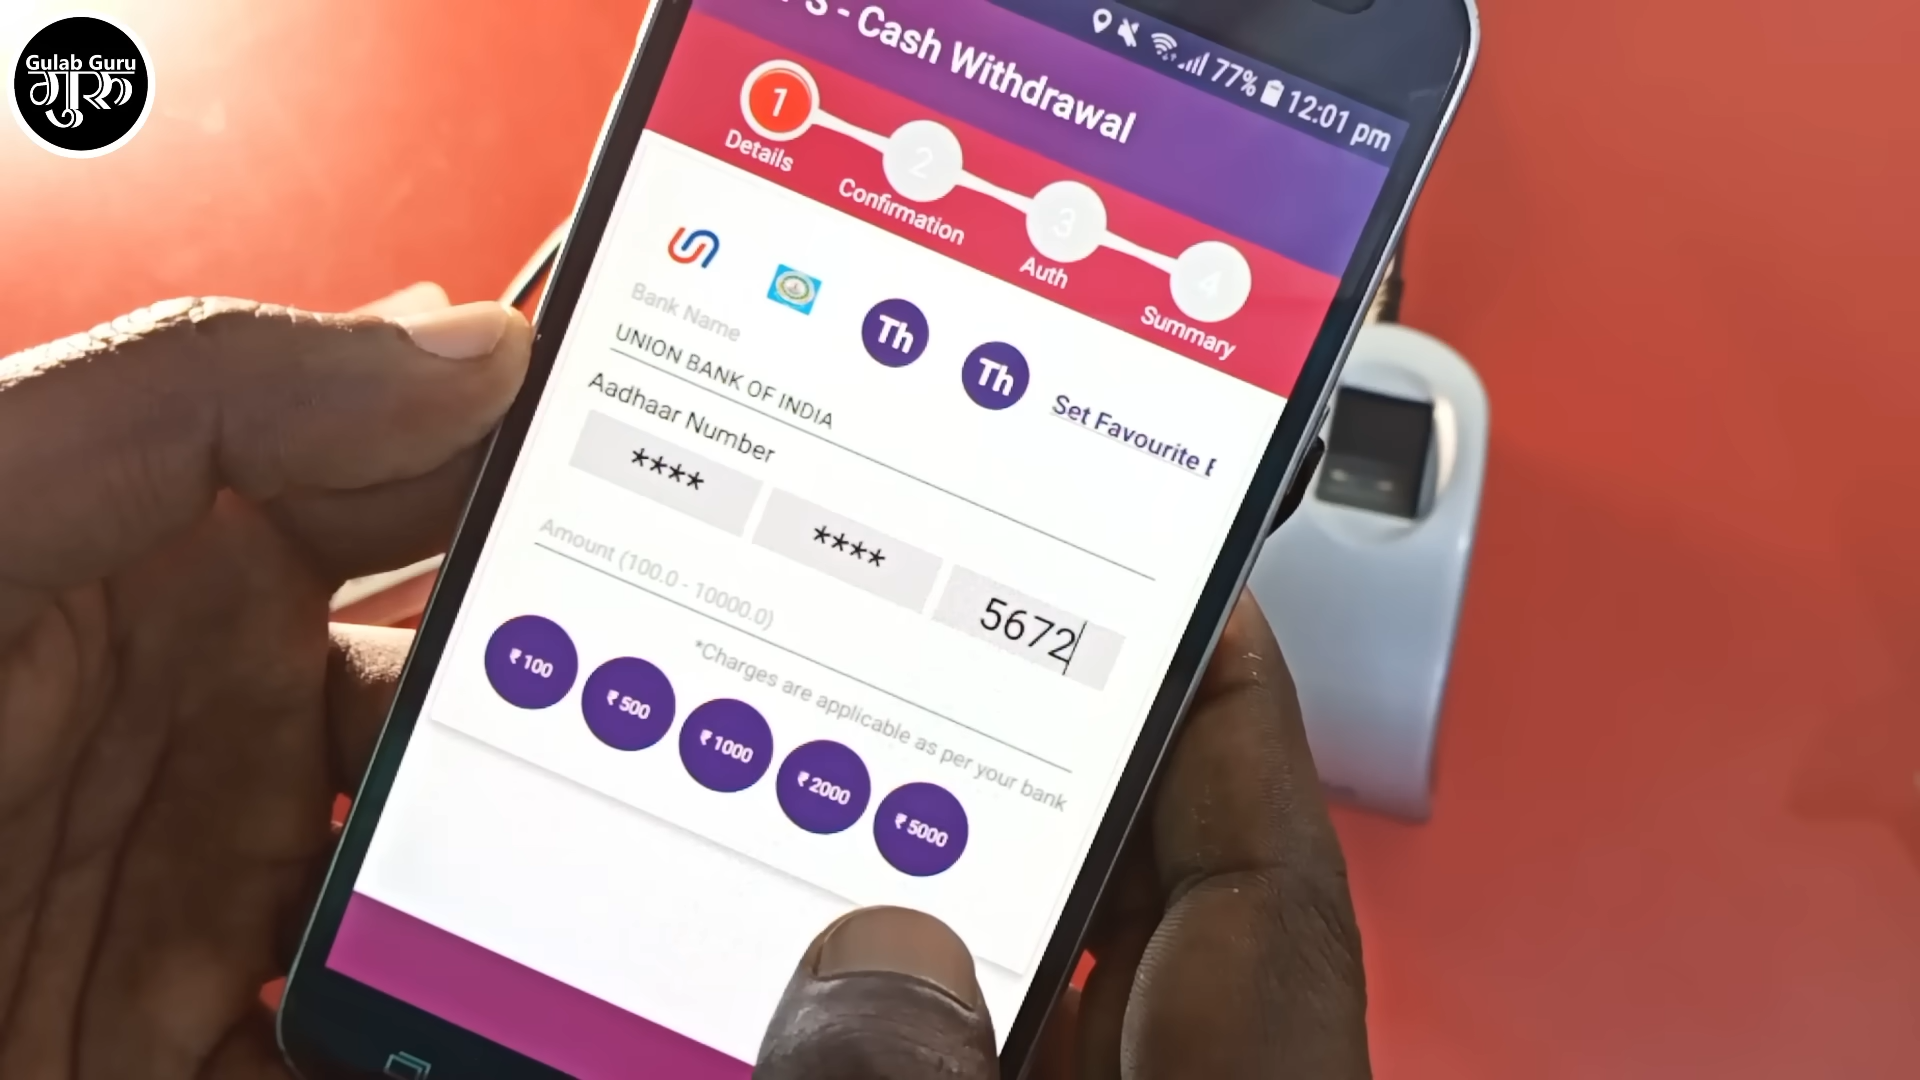 Gulab Guru
गुरु
77% 12:01 pm
PS - Cash Withdrawal
1 2 3 4
Details
Confirmation
Auth
Summary
Th
Th
Set Favourite
Bank Name
UNION BANK OF INDIA
Aadhaar Number
**** **** 5672
Amount (100.0 - 10000.0)
*Charges are applicable as per your bank
₹ 100
₹ 500
₹ 1000
₹ 2000
₹ 5000